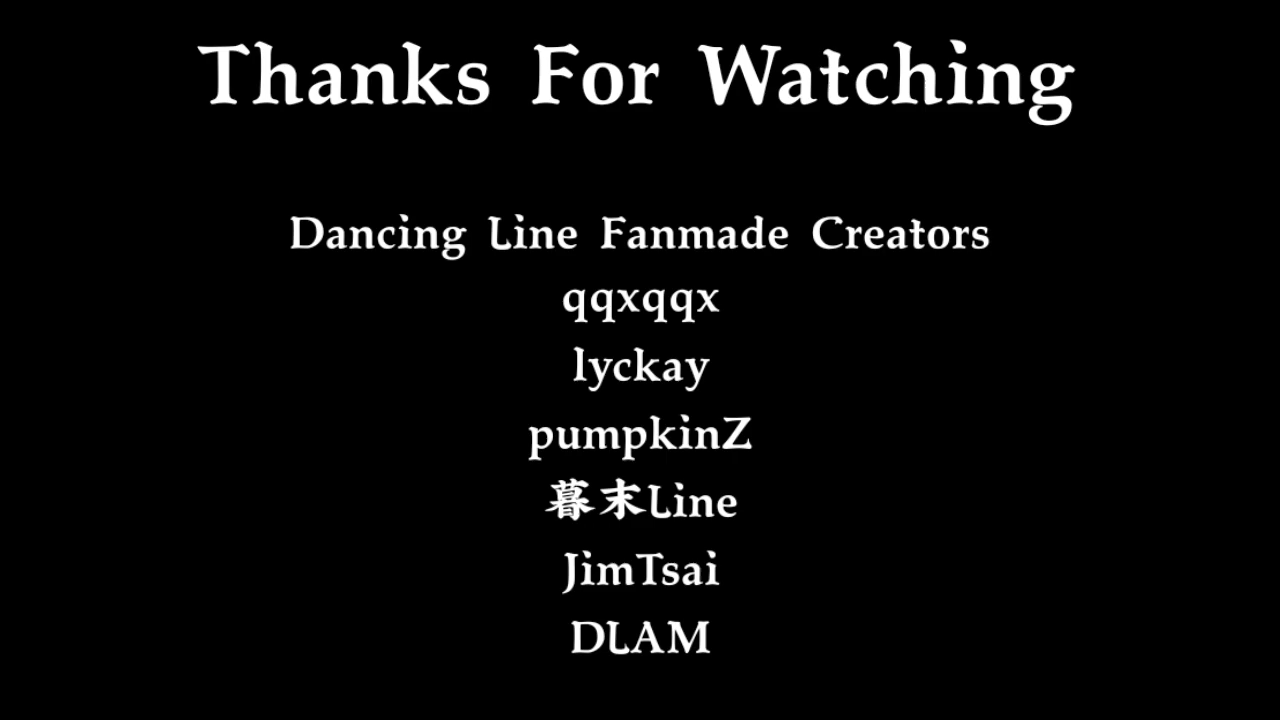 Thanks For Watching
Dancing Line Fanmade Creators
qqxqqx
lyckay
pumpkinZ
暮末Line
JimTsai
DLAM